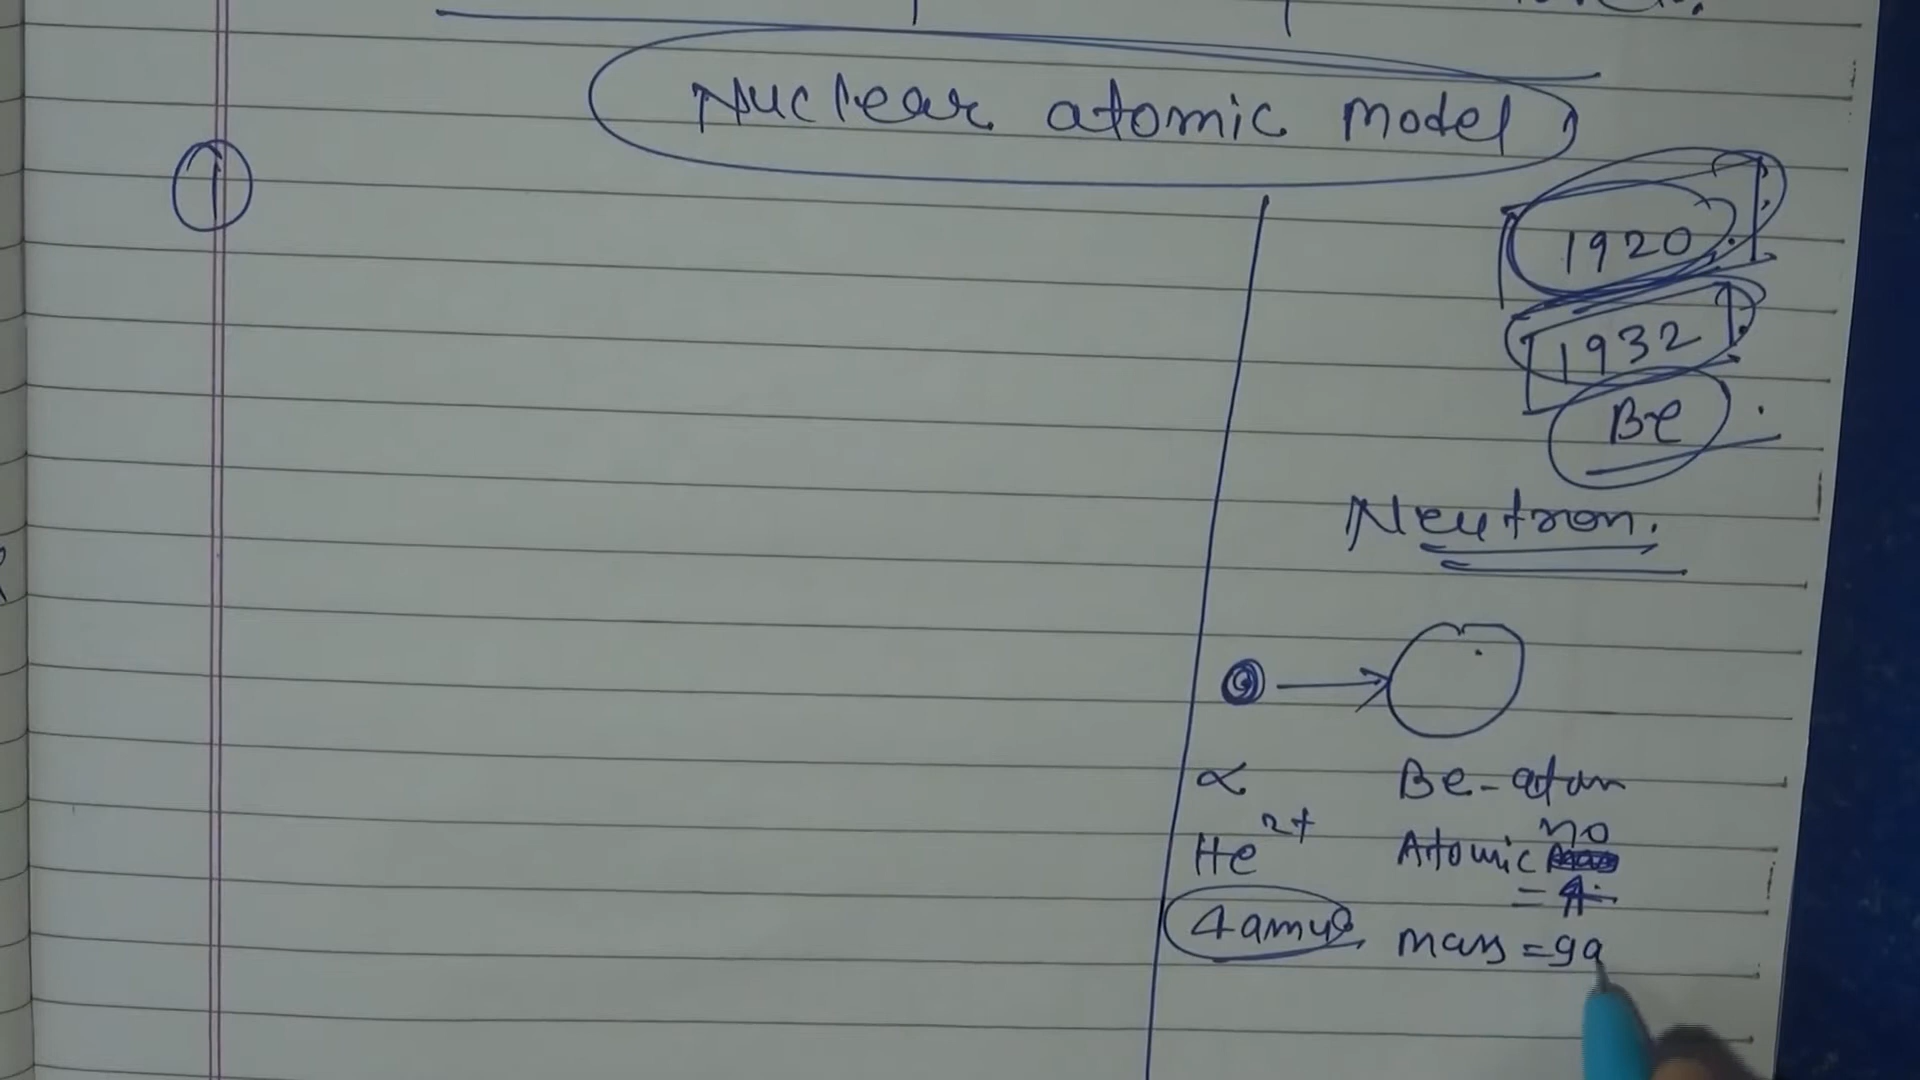 Nuclear atomic model
1
1920
1932
Be
Neutron.
α Be-atom
He2+ Atomic no
= 4
4amu mass = 9a